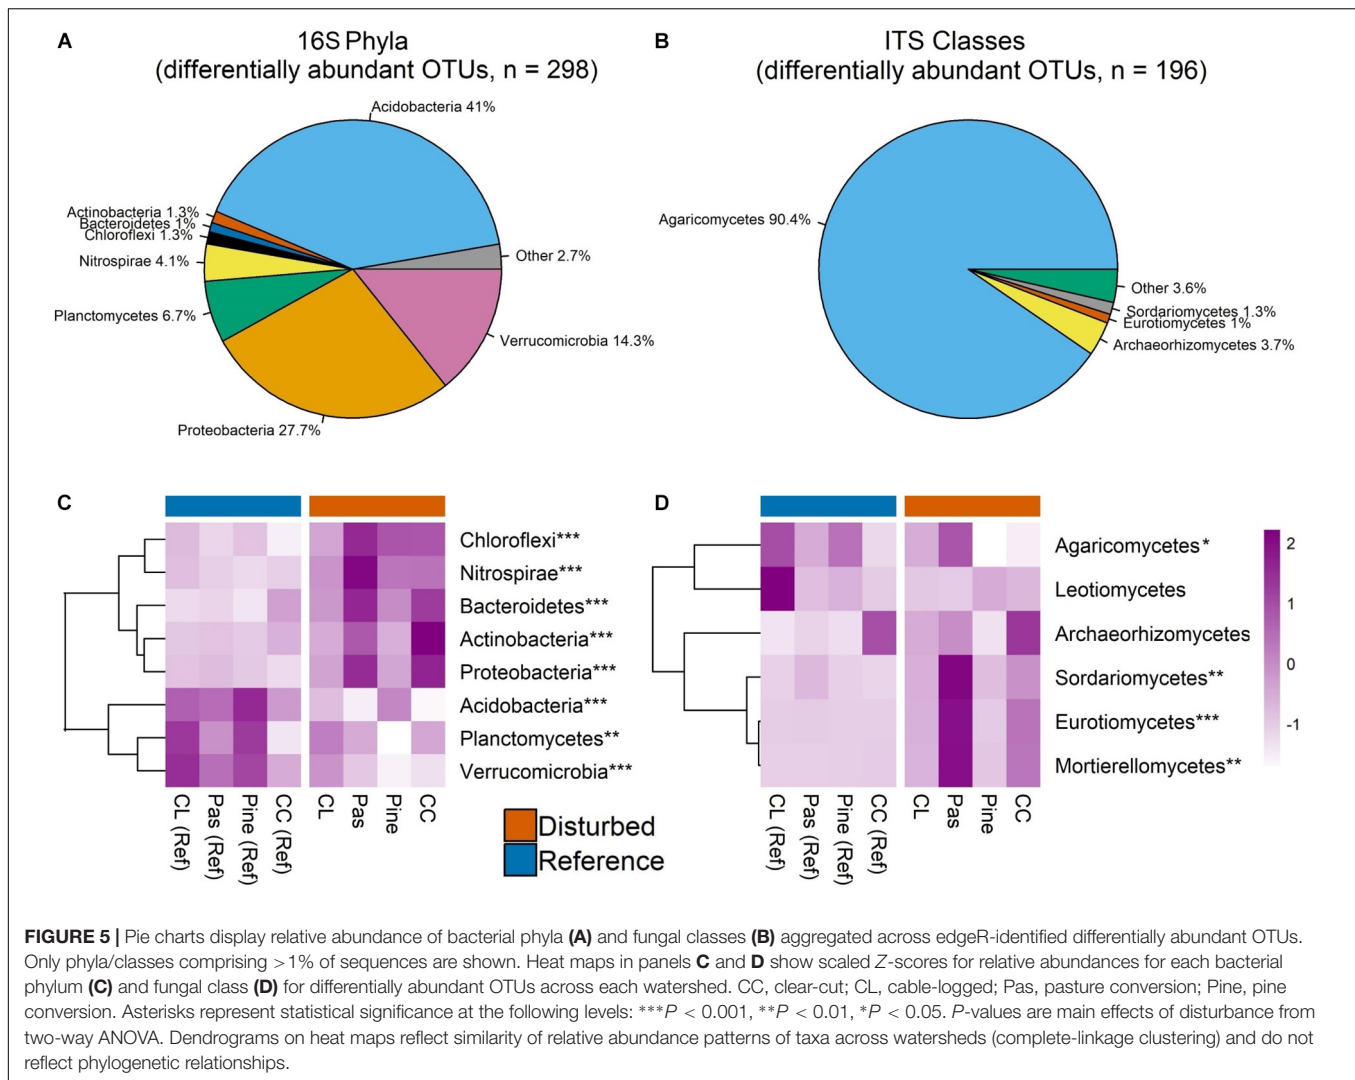 A
16S Phyla
(differentially abundant OTUs, n = 298)
Acidobacteria 41%
Actinobacteria 1.3%
Bacteroidetes 1%
Chloroflexi 1.3%
Nitrospirae 4.1%
Planctomycetes 6.7%
Proteobacteria 27.7%
Other 2.7%
Verrucomicrobia 14.3%
B
ITS Classes
(differentially abundant OTUs, n = 196)
Agaricomycetes 90.4%
Other 3.6%
Sordariomycetes 1.3%
Eurotiomycetes 1%
Archaeorhizomycetes 3.7%
C
Chloroflexi***
Nitrospirae***
Bacteroidetes***
Actinobacteria***
Proteobacteria***
Acidobacteria***
Planctomycetes**
Verrucomicrobia***
CL (Ref)
Pas (Ref)
Pine (Ref)
CC (Ref)
CL
Pas
Pine
CC
Disturbed
Reference
D
Agaricomycetes*
Leotiomycetes
Archaeorhizomycetes
Sordariomycetes**
Eurotiomycetes***
Mortierellomycetes**
CL (Ref)
Pas (Ref)
Pine (Ref)
CC (Ref)
CL
Pas
Pine
CC
2
1
0
-1
FIGURE 5 | Pie charts display relative abundance of bacterial phyla (A) and fungal classes (B) aggregated across edgeR-identified differentially abundant OTUs.
Only phyla/classes comprising >1% of sequences are shown. Heat maps in panels C and D show scaled Z-scores for relative abundances for each bacterial
phylum (C) and fungal class (D) for differentially abundant OTUs across each watershed. CC, clear-cut; CL, cable-logged; Pas, pasture conversion; Pine, pine
conversion. Asterisks represent statistical significance at the following levels: ***P < 0.001, **P < 0.01, *P < 0.05. P-values are main effects of disturbance from
two-way ANOVA. Dendrograms on heat maps reflect similarity of relative abundance patterns of taxa across watersheds (complete-linkage clustering) and do not
reflect phylogenetic relationships.